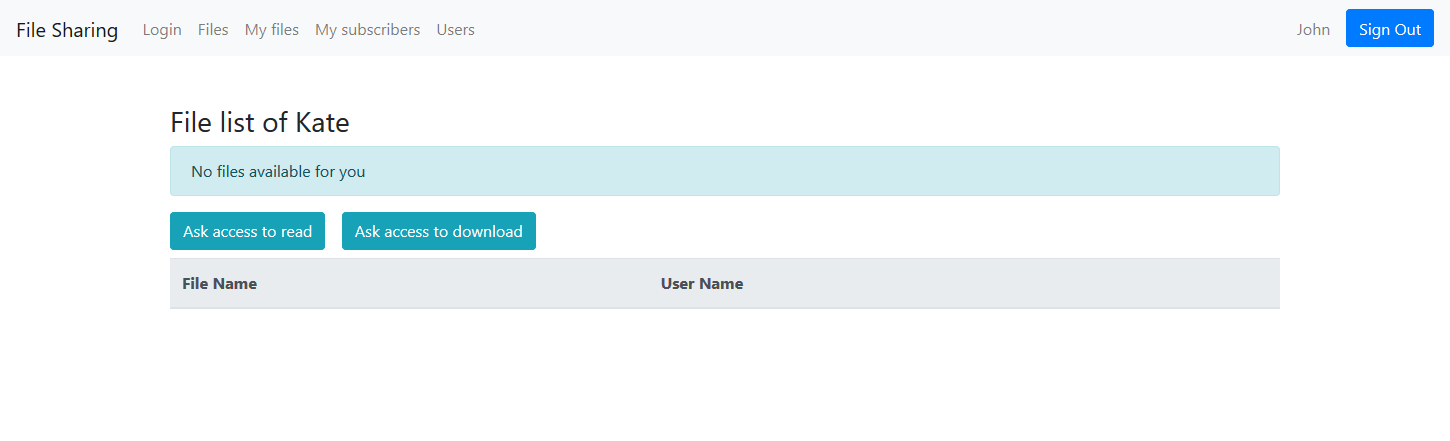 File Sharing Login Files My files My subscribers Users John Sign Out
File list of Kate
No files available for you
Ask access to read Ask access to download
File Name User Name